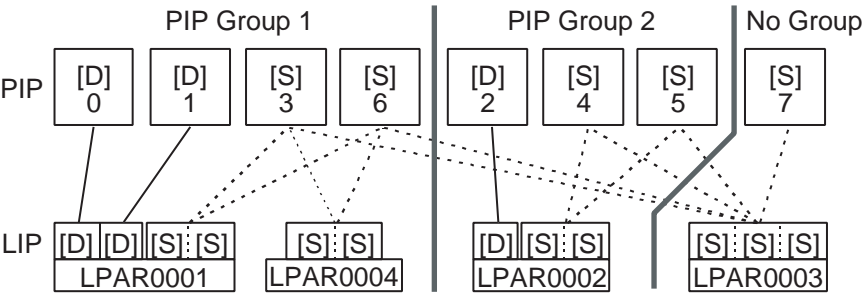 PIP Group 1 PIP Group 2 No Group
PIP [D] [D] [S] [S] [D] [S] [S] [S]
0 1 3 6 2 4 5 7
LIP [D] [D] [S] [S] [S] [S] [D] [S] [S] [S] [S] [S]
LPAR0001 LPAR0004 LPAR0002 LPAR0003